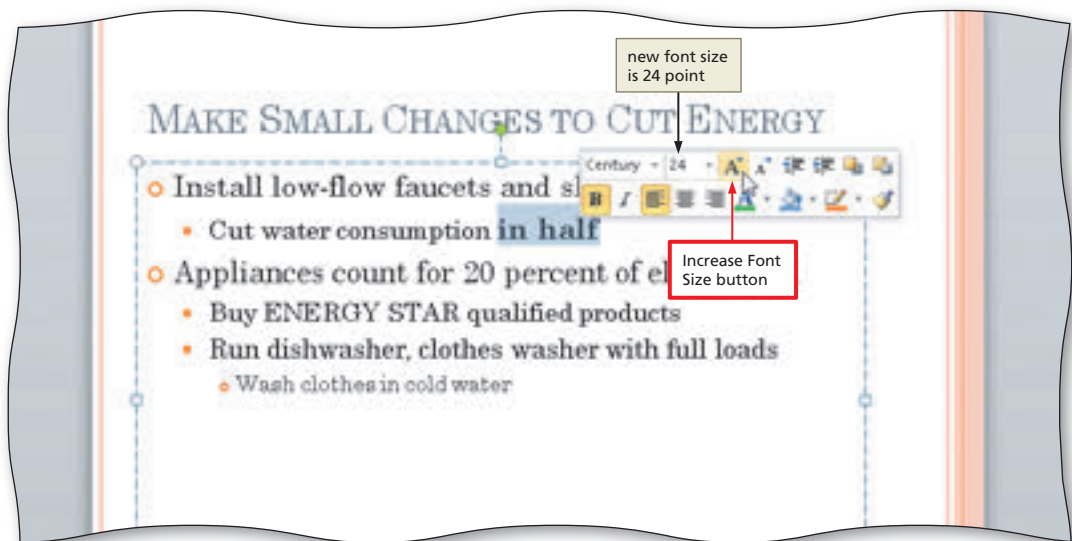 new font size
is 24 point
MAKE SMALL CHANGES TO CUT ENERGY
Century 24 A A
B I A
Install low-flow faucets and
Cut water consumption in half
Increase Font
Size button
Appliances count for 20 percent of
Buy ENERGY STAR qualified products
Run dishwasher, clothes washer with full loads
Wash clothes in cold water